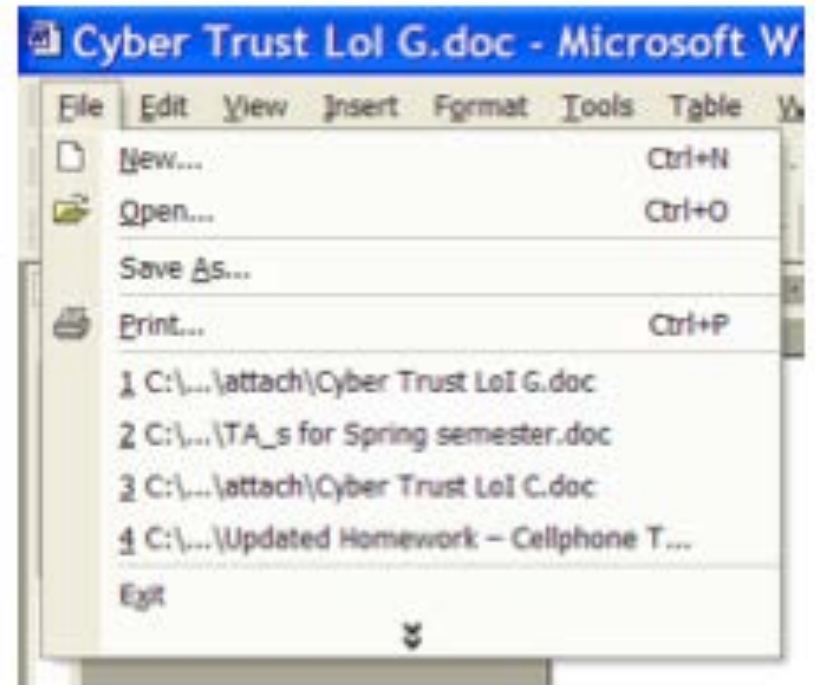 Cyber Trust LoI G.doc - Microsoft W
File Edit View Insert Format Tools Table
New... Ctrl+N
Open... Ctrl+O
Save As...
Print... Ctrl+P
1 C:\...\attach\Cyber Trust LoI G.doc
2 C:\...\TA_s for Spring semester.doc
3 C:\...\attach\Cyber Trust LoI C.doc
4 C:\...\Updated Homework – Cellphone T...
Exit